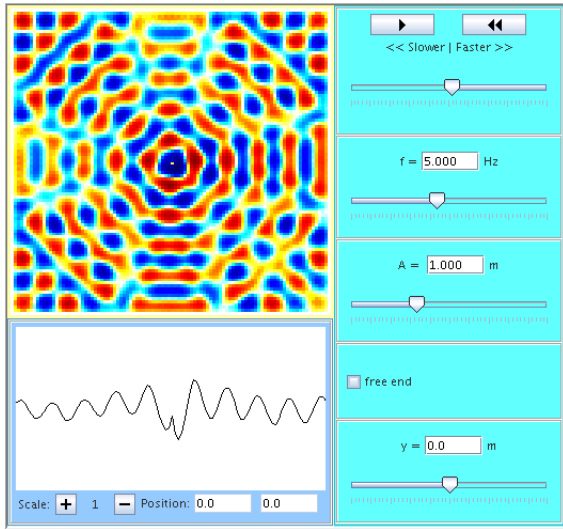 << Slower | Faster >>
f = 5.000 Hz
A = 1.000 m
free end
y = 0.0 m
Scale: + 1 − Position: 0.0 0.0